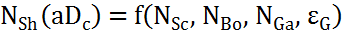 N_Sh (aD_c) = f(N_Sc, N_Bo, N_Ga, ε_G)